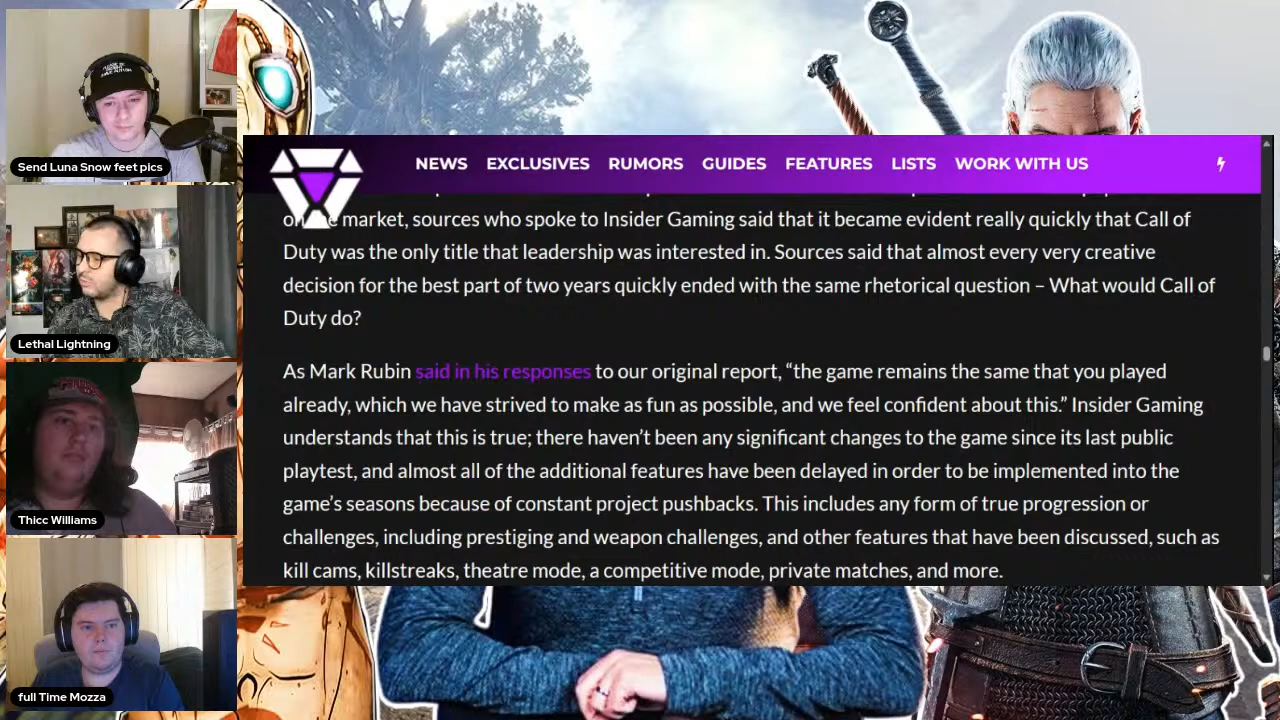 Send Luna Snow feet pics
Lethal Lightning
Thicc Williams
full Time Mozza
NEWS EXCLUSIVES RUMORS GUIDES FEATURES LISTS WORK WITH US
market, sources who spoke to Insider Gaming said that it became evident really quickly that Call of
Duty was the only title that leadership was interested in. Sources said that almost every very creative
decision for the best part of two years quickly ended with the same rhetorical question – What would Call of
Duty do?
As Mark Rubin said in his responses to our original report, “the game remains the same that you played
already, which we have strived to make as fun as possible, and we feel confident about this.” Insider Gaming
understands that this is true; there haven’t been any significant changes to the game since its last public
playtest, and almost all of the additional features have been delayed in order to be implemented into the
game’s seasons because of constant project pushbacks. This includes any form of true progression or
challenges, including prestiging and weapon challenges, and other features that have been discussed, such as
kill cams, killstreaks, theatre mode, a competitive mode, private matches, and more.